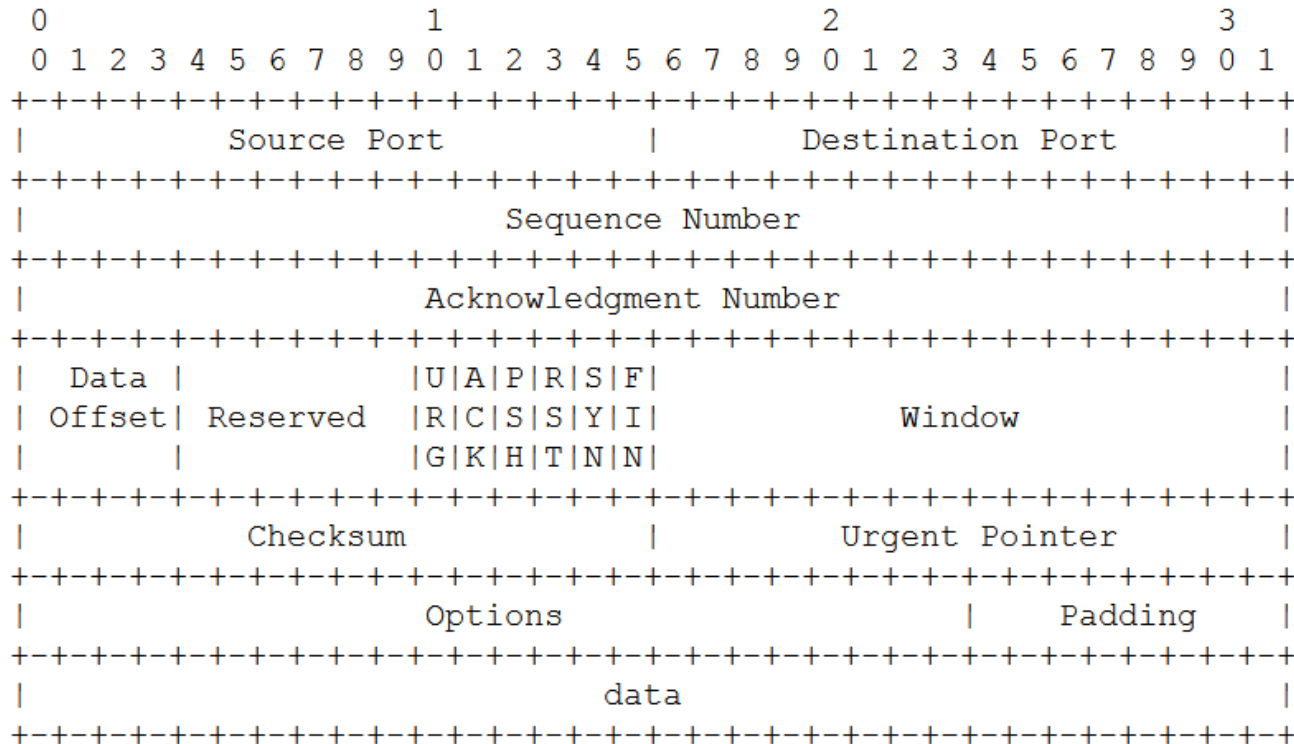 0                   1                   2                   3
 0 1 2 3 4 5 6 7 8 9 0 1 2 3 4 5 6 7 8 9 0 1 2 3 4 5 6 7 8 9 0 1
+-+-+-+-+-+-+-+-+-+-+-+-+-+-+-+-+-+-+-+-+-+-+-+-+-+-+-+-+-+-+-+-+
|          Source Port          |       Destination Port        |
+-+-+-+-+-+-+-+-+-+-+-+-+-+-+-+-+-+-+-+-+-+-+-+-+-+-+-+-+-+-+-+-+
|                        Sequence Number                        |
+-+-+-+-+-+-+-+-+-+-+-+-+-+-+-+-+-+-+-+-+-+-+-+-+-+-+-+-+-+-+-+-+
|                    Acknowledgment Number                      |
+-+-+-+-+-+-+-+-+-+-+-+-+-+-+-+-+-+-+-+-+-+-+-+-+-+-+-+-+-+-+-+-+
|  Data |           |U|A|P|R|S|F|                               |
| Offset| Reserved  |R|C|S|S|Y|I|            Window             |
|       |           |G|K|H|T|N|N|                               |
+-+-+-+-+-+-+-+-+-+-+-+-+-+-+-+-+-+-+-+-+-+-+-+-+-+-+-+-+-+-+-+-+
|           Checksum            |         Urgent Pointer        |
+-+-+-+-+-+-+-+-+-+-+-+-+-+-+-+-+-+-+-+-+-+-+-+-+-+-+-+-+-+-+-+-+
|                    Options                    |    Padding    |
+-+-+-+-+-+-+-+-+-+-+-+-+-+-+-+-+-+-+-+-+-+-+-+-+-+-+-+-+-+-+-+-+
|                             data                              |
+-+-+-+-+-+-+-+-+-+-+-+-+-+-+-+-+-+-+-+-+-+-+-+-+-+-+-+-+-+-+-+-+